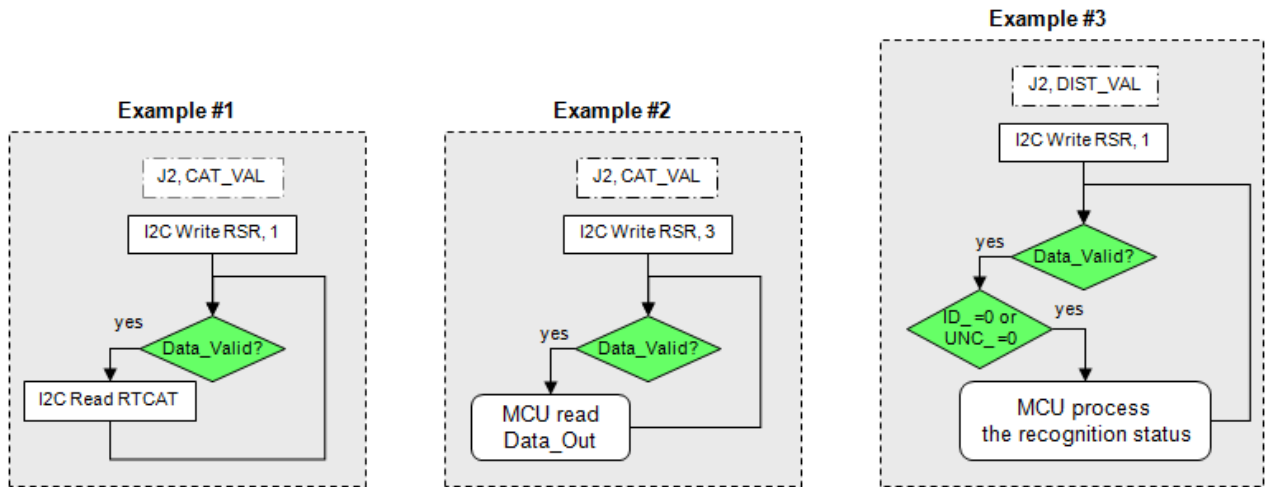 Example #1
J2, CAT_VAL
I2C Write RSR, 1
Data_Valid?
yes
I2C Read RTCAT
Example #2
J2, CAT_VAL
I2C Write RSR, 3
Data_Valid?
yes
MCU read
Data_Out
Example #3
J2, DIST_VAL
I2C Write RSR, 1
Data_Valid?
yes
ID_ =0 or
UNC_ =0
yes
MCU process
the recognition status